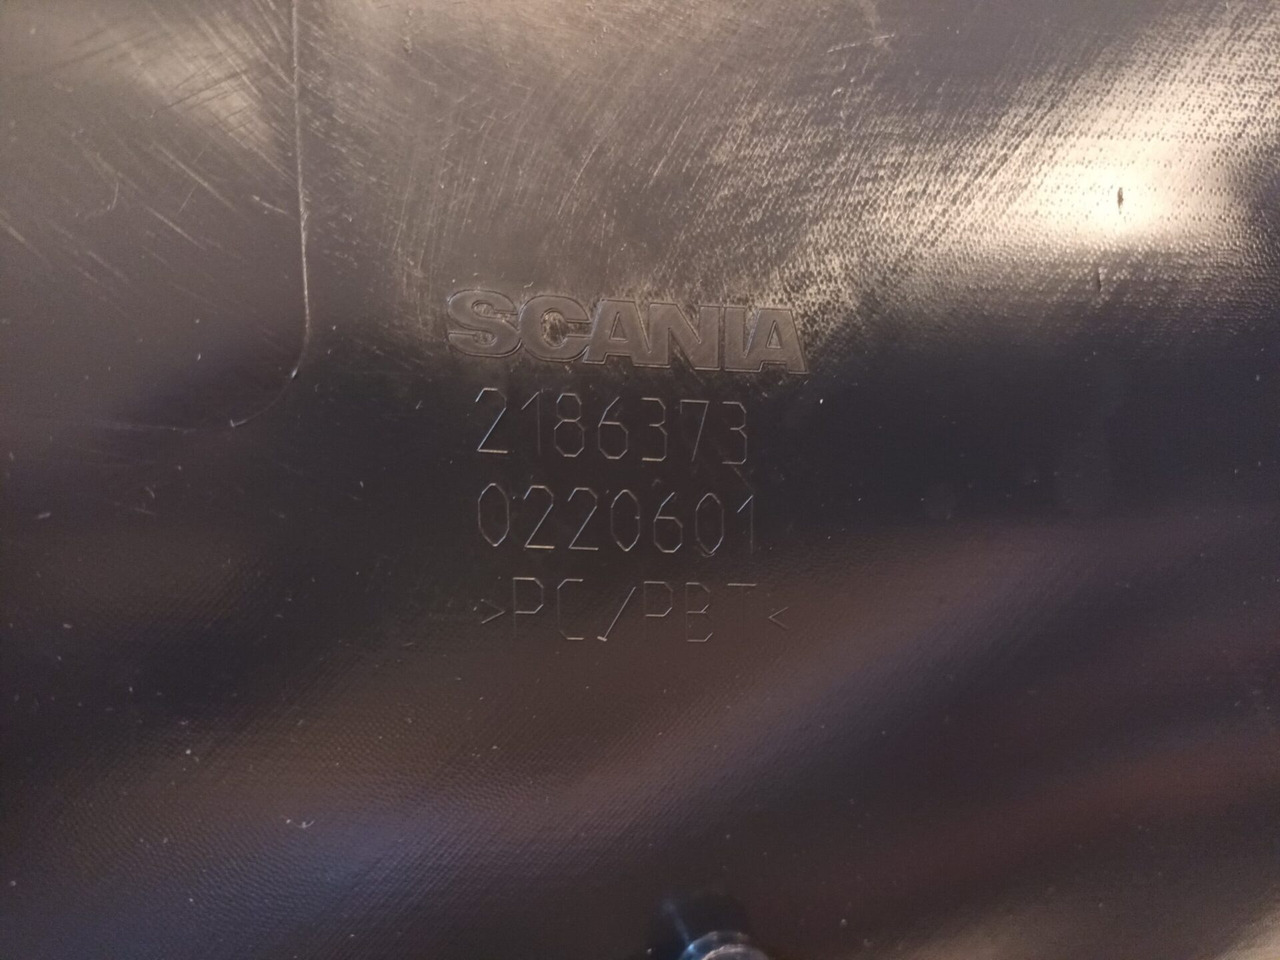 SCANIA
2186373
0220601
>PC/PBT<